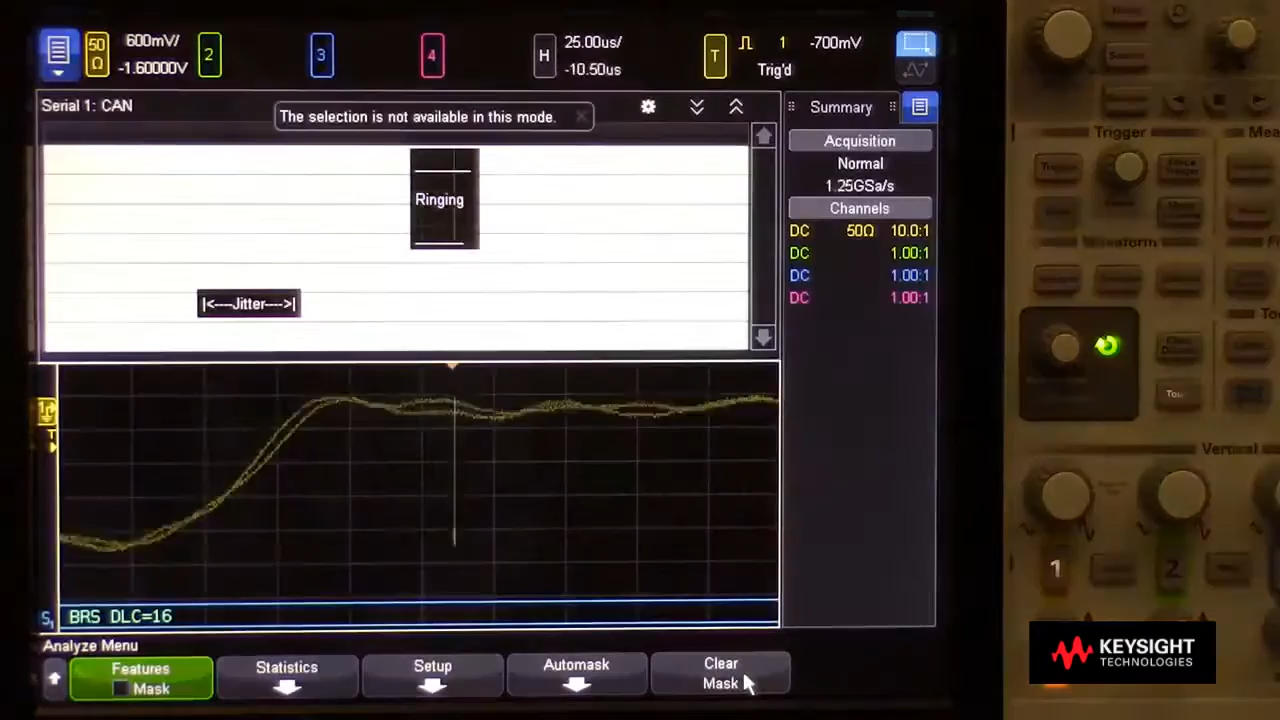 50
Ω
600mV/
-1.60000V
2
3
4
H
25.00us/
-10.50us
T
1
-700mV
Trig'd
Serial 1: CAN
The selection is not available in this mode.
Summary
Acquisition
Normal
1.25GSa/s
Channels
DC 50Ω 10.0:1
DC 1.00:1
DC 1.00:1
DC 1.00:1
Ringing
|<----Jitter---->|
T
S1
BRS DLC=16
Analyze Menu
Features
Mask
Statistics
Setup
Automask
Clear
Mask
Trigger
Waveform
Vertical
1
2
KEYSIGHT
TECHNOLOGIES